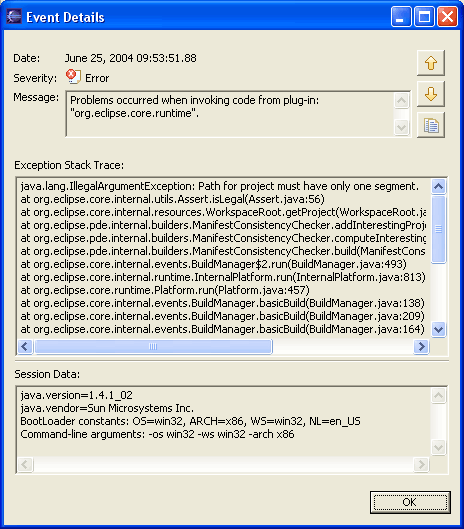 Event Details
Date: June 25, 2004 09:53:51.88
Severity: Error
Message: Problems occurred when invoking code from plug-in:
"org.eclipse.core.runtime".
Exception Stack Trace:
java.lang.IllegalArgumentException: Path for project must have only one segment.
at org.eclipse.core.internal.utils.Assert.isLegal(Assert.java:56)
at org.eclipse.core.internal.resources.WorkspaceRoot.getProject(WorkspaceRoot.ja
at org.eclipse.pde.internal.builders.ManifestConsistencyChecker.addInterestingProje
at org.eclipse.pde.internal.builders.ManifestConsistencyChecker.computeInteresting
at org.eclipse.pde.internal.builders.ManifestConsistencyChecker.build(ManifestCons
at org.eclipse.core.internal.events.BuildManager$2.run(BuildManager.java:493)
at org.eclipse.core.internal.runtime.InternalPlatform.run(InternalPlatform.java:813)
at org.eclipse.core.runtime.Platform.run(Platform.java:457)
at org.eclipse.core.internal.events.BuildManager.basicBuild(BuildManager.java:138)
at org.eclipse.core.internal.events.BuildManager.basicBuild(BuildManager.java:209)
at org.eclipse.core.internal.events.BuildManager.basicBuild(BuildManager.java:164)
Session Data:
java.version=1.4.1_02
java.vendor=Sun Microsystems Inc.
BootLoader constants: OS=win32, ARCH=x86, WS=win32, NL=en_US
Command-line arguments: -os win32 -ws win32 -arch x86
OK